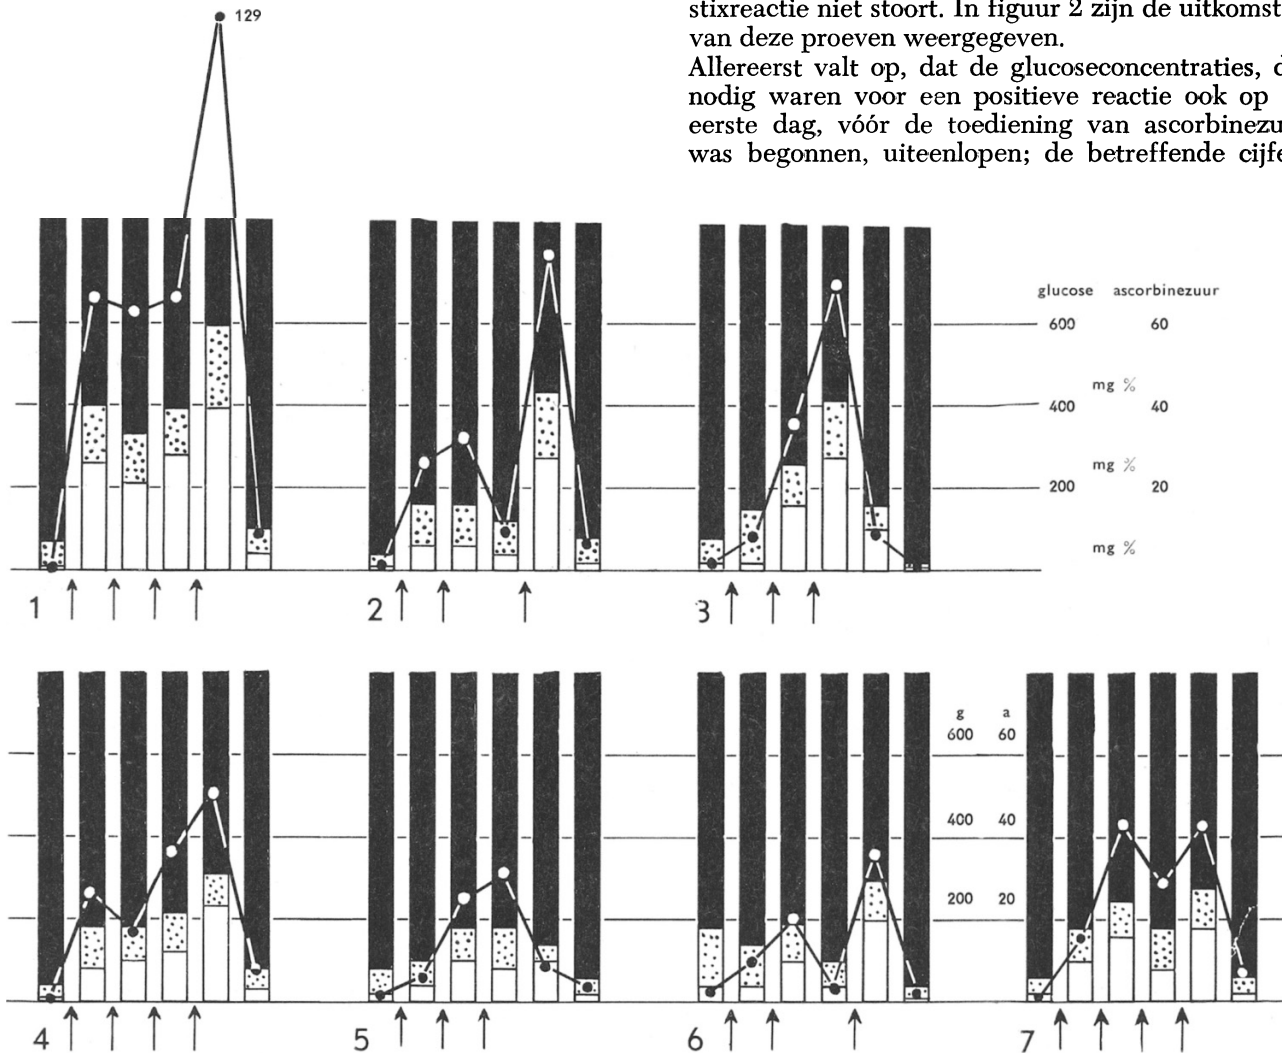 129
stixreactie niet stoort. In figuur 2 zijn de uitkomst
van deze proeven weergegeven.
Allereerst valt op, dat de glucoseconcentraties, d
nodig waren voor een positieve reactie ook op
eerste dag, vóór de toediening van ascorbinezu
was begonnen, uiteenlopen; de betreffende cijfe
glucose ascorbinezuur
600 60
mg %
400 40
mg %
200 20
mg %
1 2 3
g a
600 60
400 40
200 20
4 5 6 7